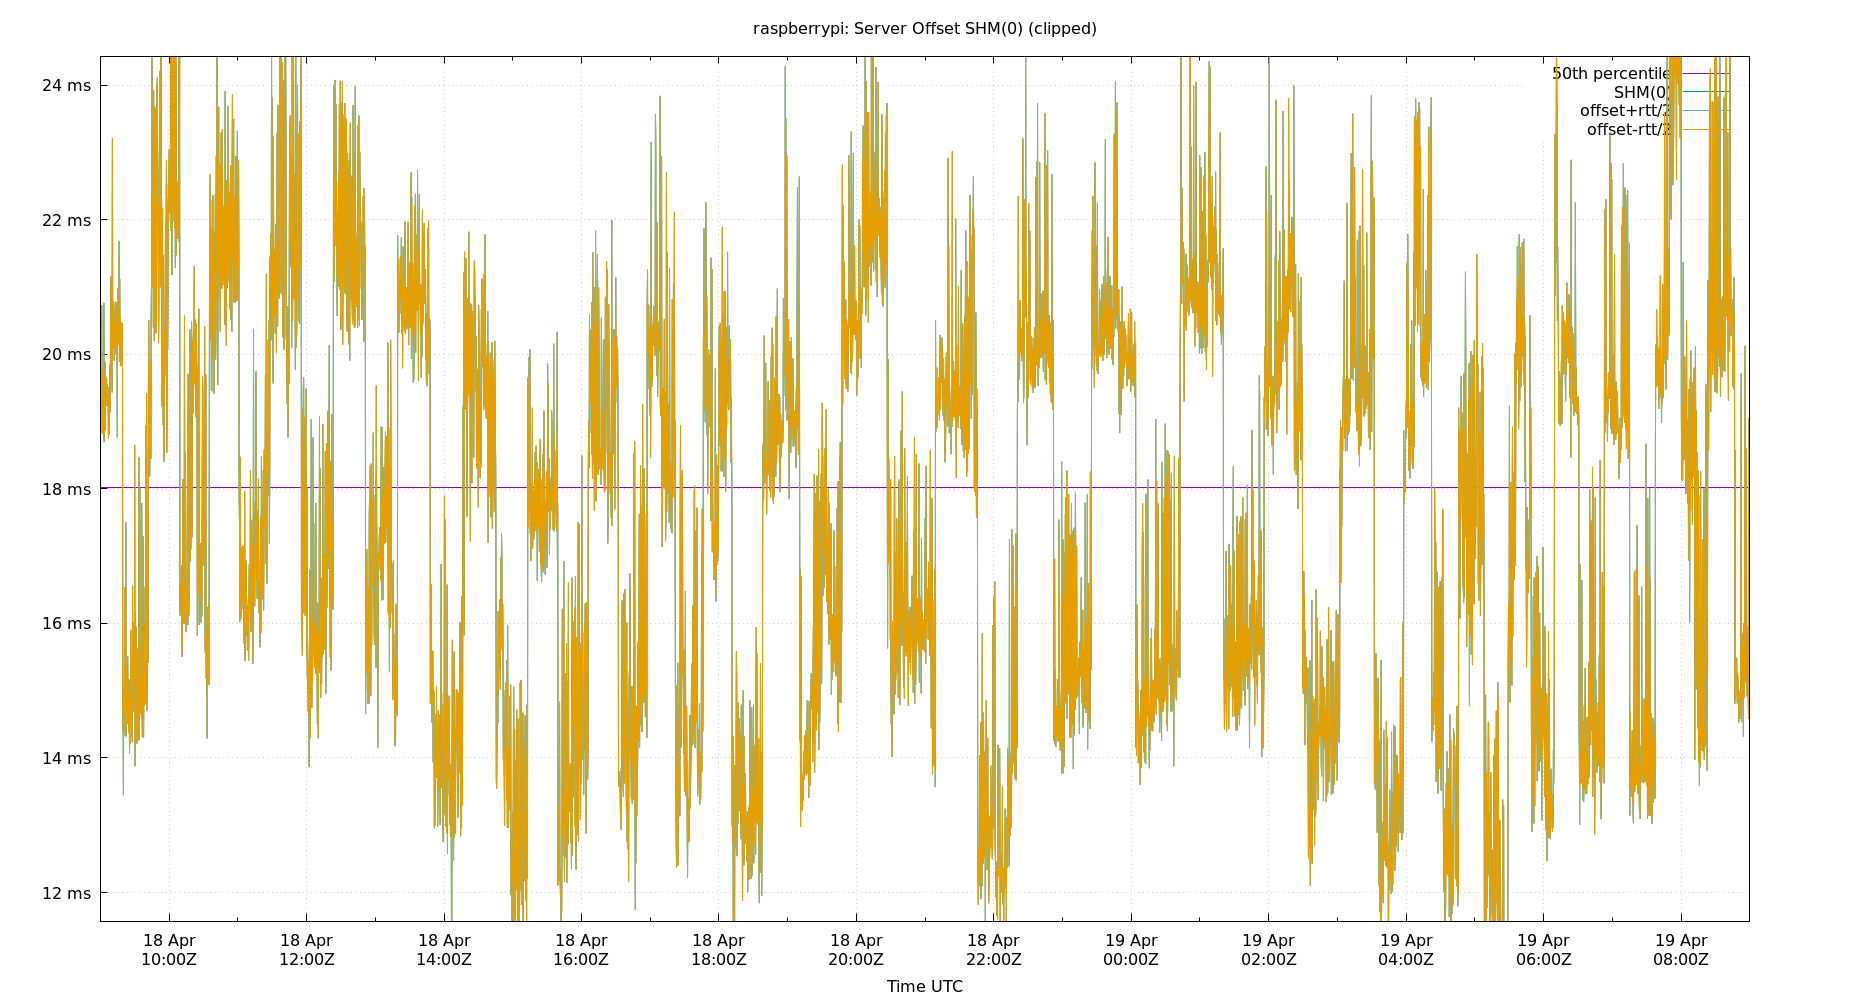 raspberrypi: Server Offset SHM(0) (clipped)
24 ms
22 ms
20 ms
18 ms
16 ms
14 ms
12 ms
50th percentile
SHM(0)
offset+rtt/2
offset-rtt/2
18 Apr 18 Apr 18 Apr 18 Apr 18 Apr 18 Apr 18 Apr 19 Apr 19 Apr 19 Apr 19 Apr 19 Apr
10:00Z 12:00Z 14:00Z 16:00Z 18:00Z 20:00Z 22:00Z 00:00Z 02:00Z 04:00Z 06:00Z 08:00Z
Time UTC